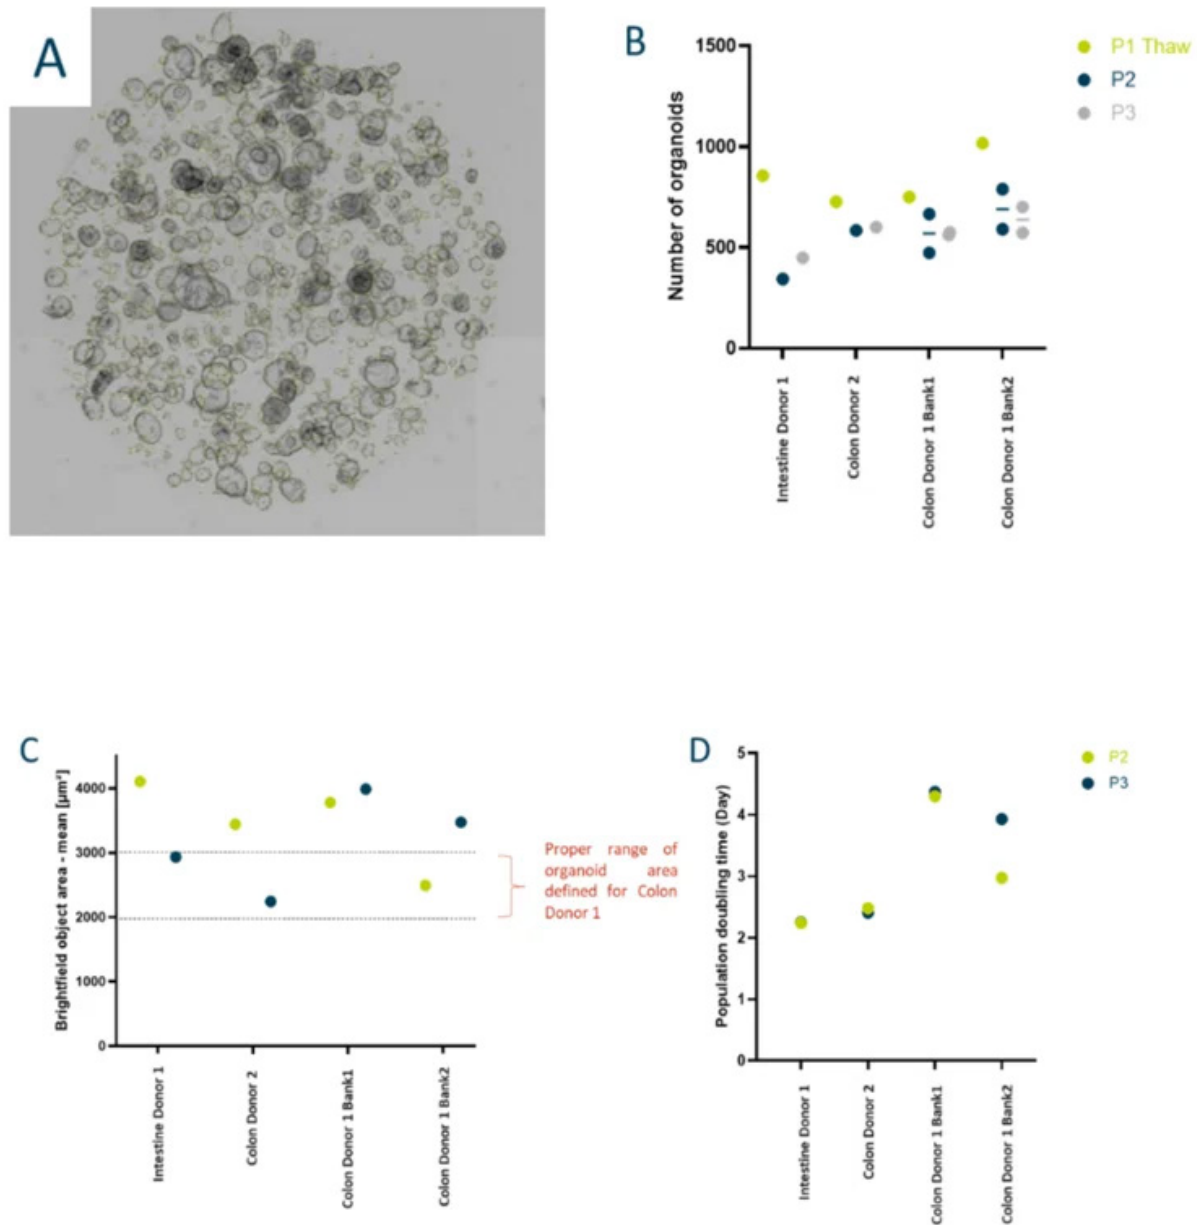 A
B
1500
1000
500
0
Number of organoids
P1 Thaw
P2
P3
Intestine Donor 1
Colon Donor 2
Colon Donor 1 Bank1
Colon Donor 1 Bank2
C
4000
3000
2000
1000
0
Brightfield object area - mean [µm²]
Proper range of
organoid area
defined for Colon
Donor 1
Intestine Donor 1
Colon Donor 2
Colon Donor 1 Bank1
Colon Donor 1 Bank2
D
5
4
3
2
1
0
Population doubling time (Day)
P2
P3
Intestine Donor 1
Colon Donor 2
Colon Donor 1 Bank1
Colon Donor 1 Bank2